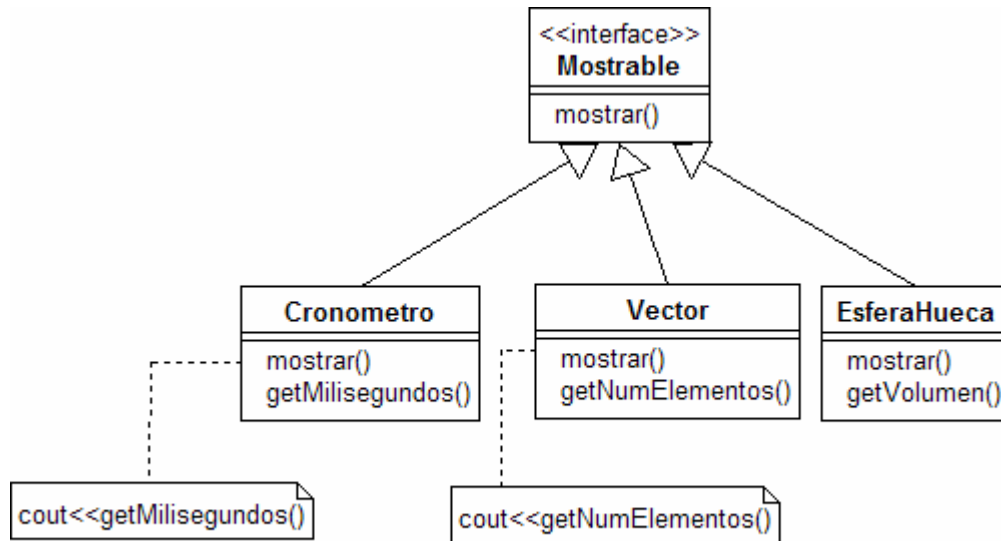 <<interface>>
Mostrable
mostrar()
Cronometro
mostrar()
getMilisegundos()
Vector
mostrar()
getNumElementos()
EsferaHueca
mostrar()
getVolumen()
cout<<getMilisegundos()
cout<<getNumElementos()